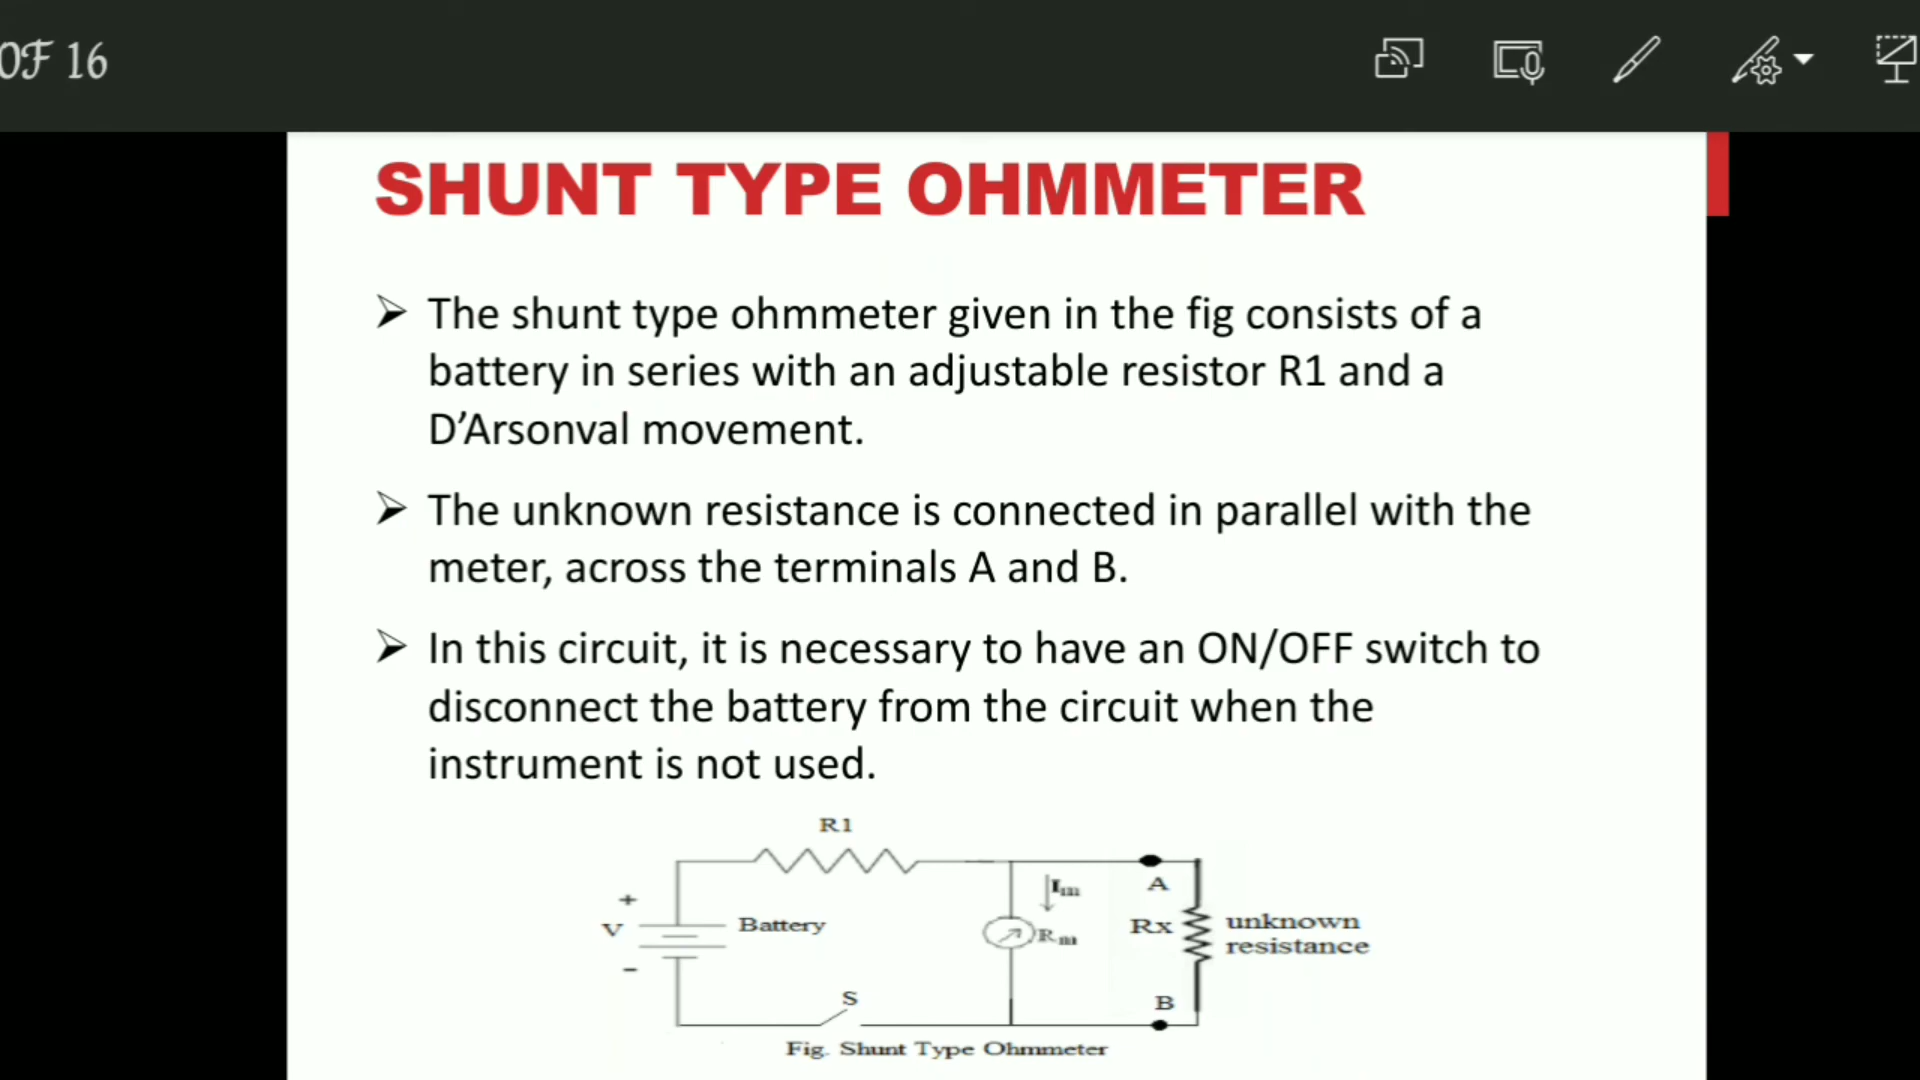 OF 16
SHUNT TYPE OHMMETER
The shunt type ohmmeter given in the fig consists of a
battery in series with an adjustable resistor R1 and a
D’Arsonval movement.
The unknown resistance is connected in parallel with the
meter, across the terminals A and B.
In this circuit, it is necessary to have an ON/OFF switch to
disconnect the battery from the circuit when the
instrument is not used.
R1
Im
A
+
V
Battery
Rm
Rx
unknown
resistance
-
S
B
Fig. Shunt Type Ohmmeter